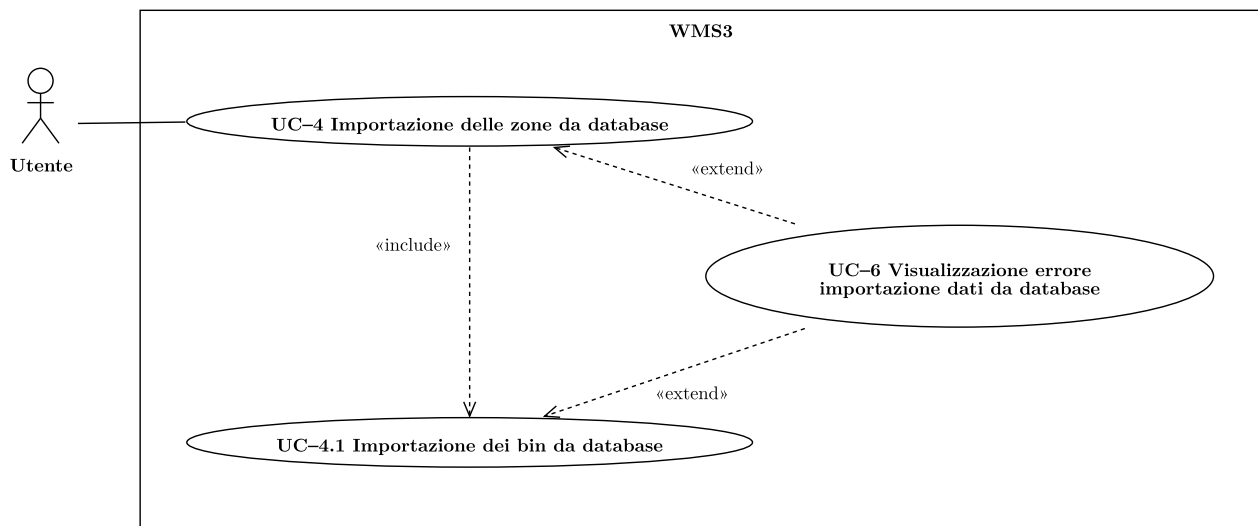 WMS3
Utente
UC–4 Importazione delle zone da database
«extend»
«include»
UC–6 Visualizzazione errore
importazione dati da database
«extend»
UC–4.1 Importazione dei bin da database